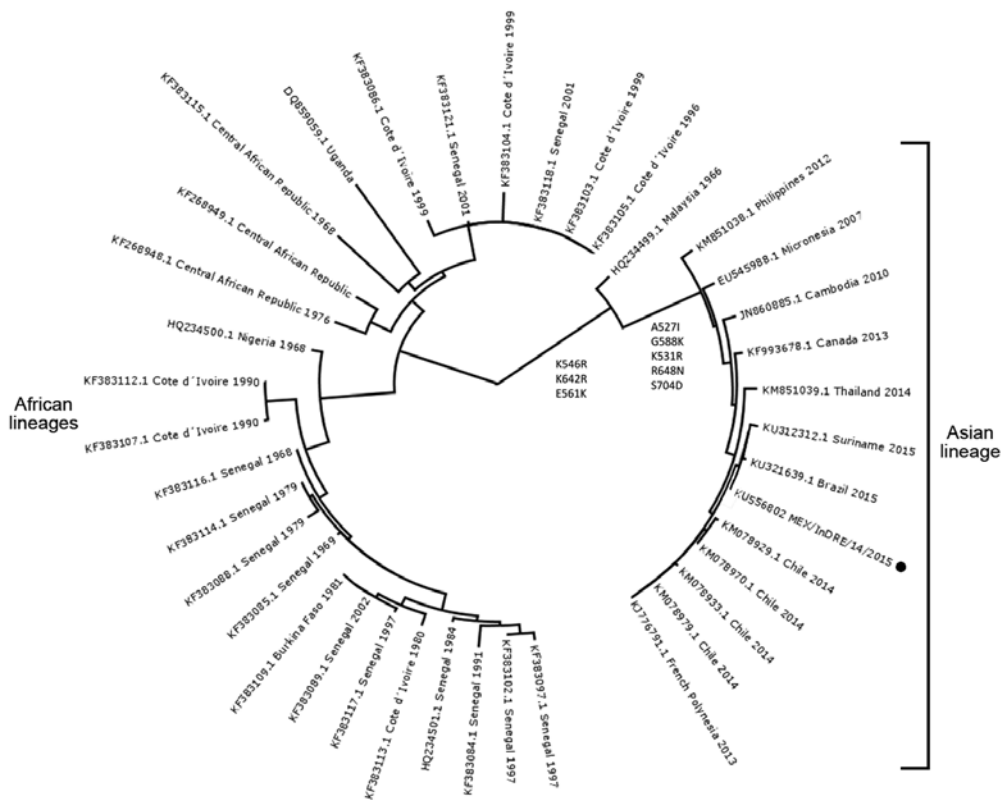 KF383115.1 Central African Republic 1968
DQ859059.1 Uganda
KF383086.1 Cote d´Ivoire 1999
KF383121.1 Senegal 2001
KF383104.1 Cote d´Ivoire 1999
KF383118.1 Senegal 2001
KF383103.1 Cote d´Ivoire 1999
KF383105.1 Cote d´Ivoire 1996
HQ234499.1 Malaysia 1966
KM851038.1 Philippines 2012
EU545988.1 Nicronesia 2007
JN860885.1 Cambodia 2010
KF993678.1 Canada 2013
KM851039.1 Thailand 2014
KU312312.1 Suriname 2015
KU321639.1 Brazil 2015
KU556802 MEX/InDRE/14/2015
KM078929.1 Chile 2014
KM078970.1 Chile 2014
KM078933.1 Chile 2014
KM078979.1 Chile 2014
KJ776791.1 French Polynesia 2013
Asian
lineage
A527I
G588K
K531R
R648N
S704D
K546R
K642R
E561K
KF268949.1 Central African Republic
KF268948.1 Central African Republic 1976
HQ234500.1 Nigeria 1968
KF383112.1 Cote d´Ivoire 1990
African
lineages
KF383107.1 Cote d´Ivoire 1990
KF383116.1 Senegal 1968
KF383114.1 Senegal 1979
KF383088.1 Senegal 1979
KF383085.1 Senegal 1969
KF383109.1 Burkina Faso 1981
KF383089.1 Senegal 2002
KF383117.1 Senegal 1997
KF383113.1 Cote d´Ivoire 1980
HQ234501.1 Senegal 1984
KF383084.1 Senegal 1991
KF383102.1 Senegal 1997
KF383097.1 Senegal 1997